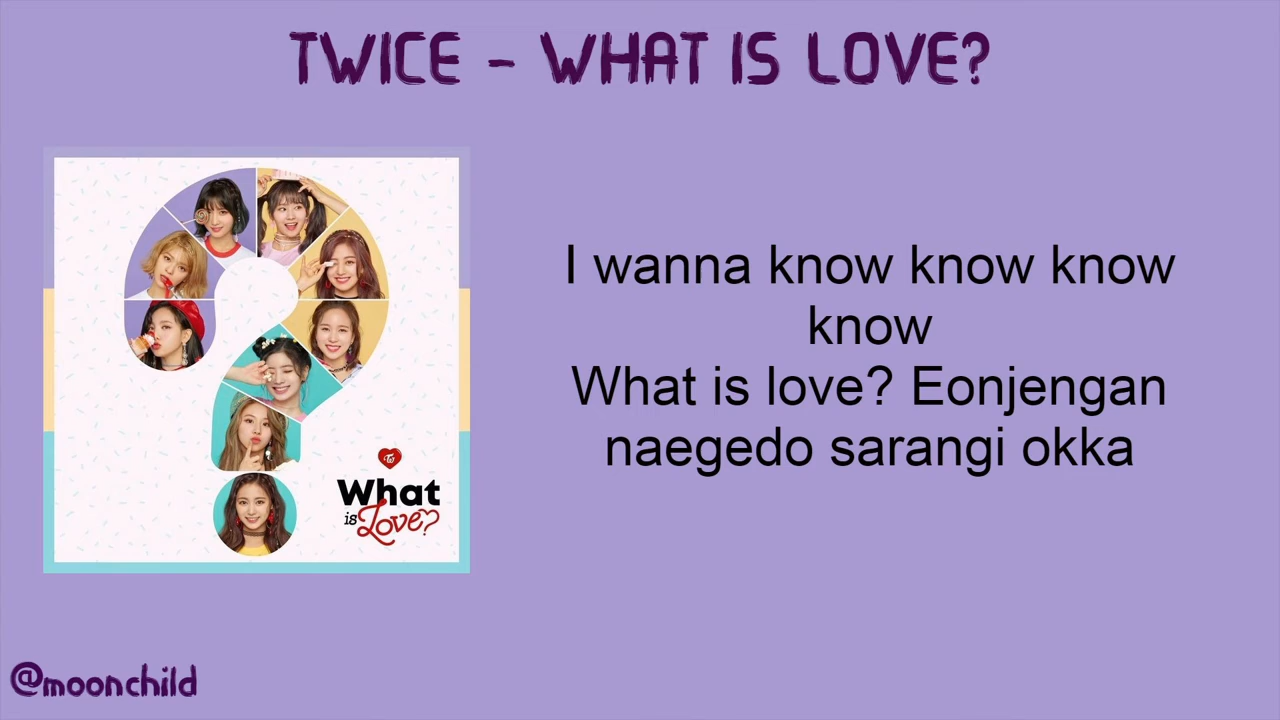 TWICE - WHAT IS LOVE?
I wanna know know know
know
What is love? Eonjengan
naegedo sarangi okka
What
is Love?
@moonchild